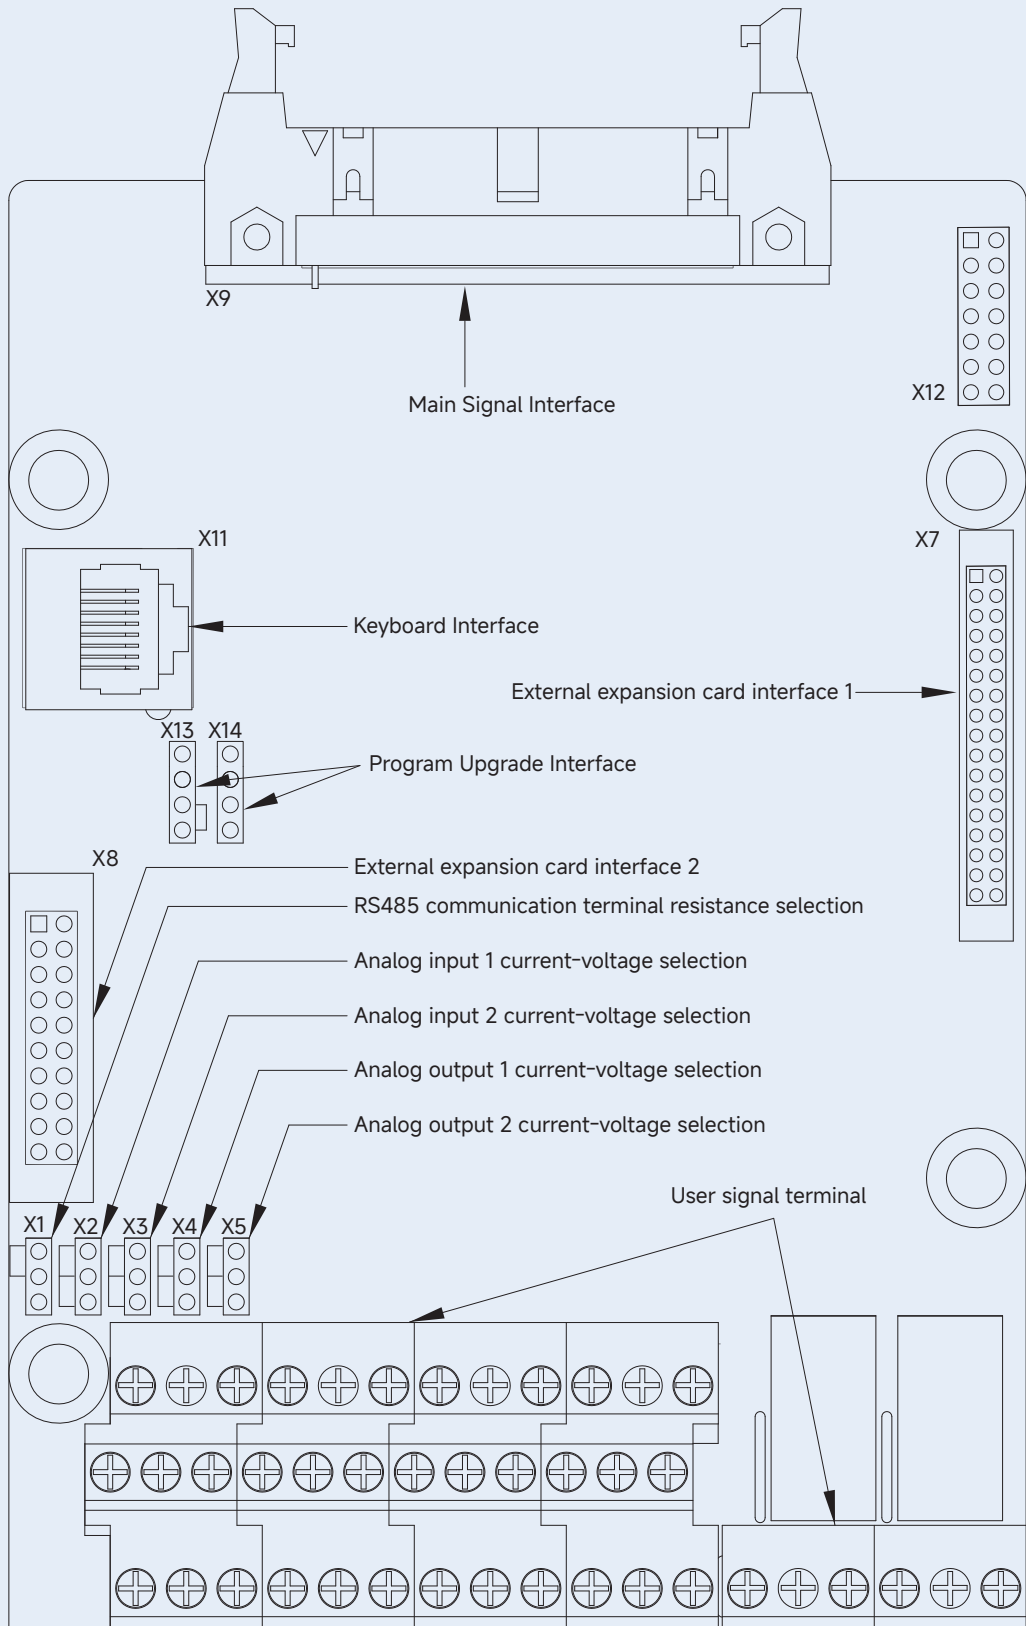 X9
Main Signal Interface
X12
X11
X7
Keyboard Interface
External expansion card interface 1
X13 X14
Program Upgrade Interface
X8
External expansion card interface 2
RS485 communication terminal resistance selection
Analog input 1 current-voltage selection
Analog input 2 current-voltage selection
Analog output 1 current-voltage selection
Analog output 2 current-voltage selection
User signal terminal
X1 X2 X3 X4 X5